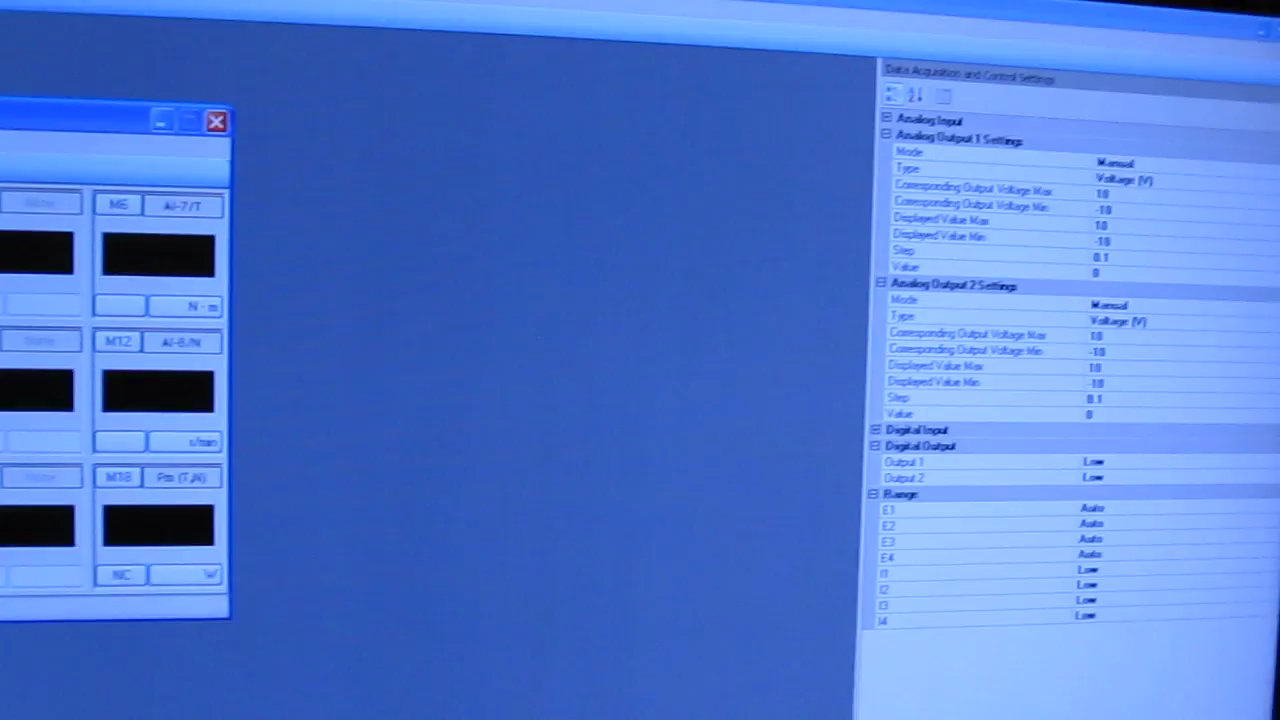 Data Acquisition and Control Settings
Analog Input
Analog Output 1 Settings
Mode Manual
Type Voltage (V)
Corresponding Output Voltage Max 10
Corresponding Output Voltage Min -10
Displayed Value Max 10
Displayed Value Min -10
Step 0.1
Value 0
Analog Output 2 Settings
Mode Manual
Type Voltage (V)
Corresponding Output Voltage Max 10
Corresponding Output Voltage Min -10
Displayed Value Max 10
Displayed Value Min -10
Step 0.1
Value 0
Digital Input
Digital Output
Output 1 Low
Output 2 Low
Range
E1 Auto
E2 Auto
E3 Auto
E4 Auto
I1 Low
I2 Low
I3 Low
I4 Low
None M6 AI-7/T
N·m
None M12 AI-8/N
r/min
None M18 Pm (T,N)
NC W